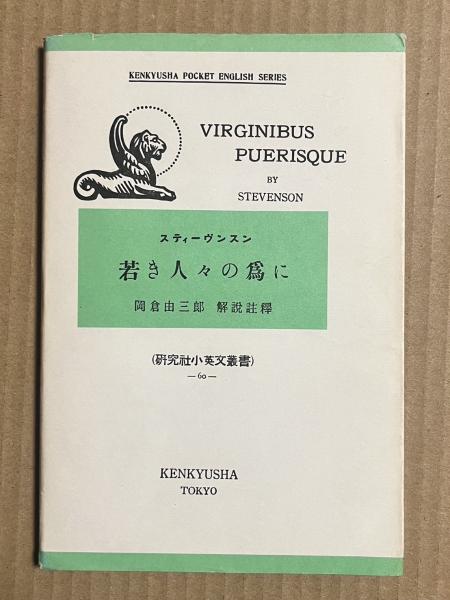 KENKYUSHA POCKET ENGLISH SERIES
VIRGINIBUS
PUERISQUE
BY
STEVENSON
スティーヴンスン
若き人々の爲に
岡倉由三郎 解説註釋
(研究社小英文叢書)
— 60 —
KENKYUSHA
TOKYO